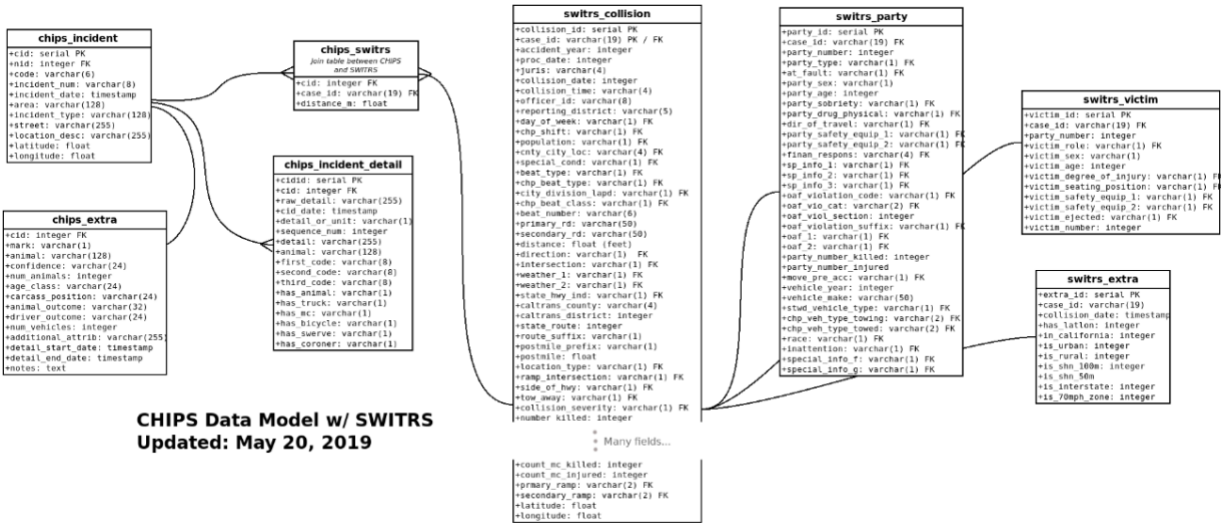 chips_incident
+cid: serial PK
+nid: integer FK
+code: varchar(6)
+incident_num: varchar(8)
+incident_date: timestamp
+area: varchar(128)
+incident_type: varchar(128)
+street: varchar(255)
+location_desc: varchar(255)
+latitude: float
+longitude: float
chips_extra
+cid: integer FK
+mark: varchar(1)
+animal: varchar(128)
+confidence: varchar(24)
+num_animals: integer
+age_class: varchar(24)
+carcass_position: varchar(24)
+animal_outcome: varchar(32)
+driver_outcome: varchar(24)
+num_vehicles: integer
+additional_attrib: varchar(255)
+detail_start_date: timestamp
+detail_end_date: timestamp
+notes: text
chips_switrs
Join table between CHIPS
and SWITRS
+cid: integer FK
+case_id: varchar(19) FK
+distance_m: float
chips_incident_detail
+cidid: serial PK
+cid: integer FK
+raw_detail: varchar(255)
+cid_date: timestamp
+detail_or_unit: varchar(1)
+sequence_num: integer
+detail: varchar(255)
+animal: varchar(128)
+first_code: varchar(8)
+second_code: varchar(8)
+third_code: varchar(8)
+has_animal: varchar(1)
+has_truck: varchar(1)
+has_mc: varchar(1)
+has_bicycle: varchar(1)
+has_swerve: varchar(1)
+has_coroner: varchar(1)
CHIPS Data Model w/ SWITRS
Updated: May 20, 2019
switrs_collision
+collision_id: serial PK
+case_id: varchar(19) PK / FK
+accident_year: integer
+proc_date: integer
+juris: varchar(4)
+collision_date: integer
+collision_time: varchar(4)
+officer_id: varchar(8)
+reporting_district: varchar(5)
+day_of_week: varchar(1) FK
+chp_shift: varchar(1) FK
+population: varchar(1) FK
+cnty_city_loc: varchar(4) FK
+special_cond: varchar(1) FK
+beat_type: varchar(1) FK
+chp_beat_type: varchar(1) FK
+city_division_lapd: varchar(1) FK
+chp_beat_class: varchar(1) FK
+beat_number: varchar(6)
+primary_rd: varchar(50)
+secondary_rd: varchar(50)
+distance: float (feet)
+direction: varchar(1) FK
+intersection: varchar(1) FK
+weather_1: varchar(1) FK
+weather_2: varchar(1) FK
+state_hwy_ind: varchar(1) FK
+caltrans_county: varchar(4)
+caltrans_district: integer
+state_route: integer
+route_suffix: varchar(1)
+postmile_prefix: varchar(1)
+postmile: float
+location_type: varchar(1) FK
+ramp_intersection: varchar(1) FK
+side_of_hwy: varchar(1) FK
+tow_away: varchar(1) FK
+collision_severity: varchar(1) FK
+number_killed: integer
Many fields...
+count_mc_killed: integer
+count_mc_injured: integer
+prmary_ramp: varchar(2) FK
+secondary_ramp: varchar(2) FK
+latitude: float
+longitude: float
switrs_party
+party_id: serial PK
+case_id: varchar(19) FK
+party_number: integer
+party_type: varchar(1) FK
+at_fault: varchar(1) FK
+party_sex: varchar(1)
+party_age: integer
+party_sobriety: varchar(1) FK
+party_drug_physical: varchar(1) FK
+dir_of_travel: varchar(1) FK
+party_safety_equip_1: varchar(1) FK
+party_safety_equip_2: varchar(1) FK
+finan_respons: varchar(4) FK
+sp_info_1: varchar(1) FK
+sp_info_2: varchar(1) FK
+sp_info_3: varchar(1) FK
+oaf_violation_code: varchar(1) FK
+oaf_vio_cat: varchar(2) FK
+oaf_viol_section: integer
+oaf_violation_suffix: varchar(1) FK
+oaf_1: varchar(1) FK
+oaf_2: varchar(1) FK
+party_number_killed: integer
+party_number_injured
+move_pre_acc: varchar(1) FK
+vehicle_year: integer
+vehicle_make: varchar(50)
+stwd_vehicle_type: varchar(1) FK
+chp_veh_type_towing: varchar(2) FK
+chp_veh_type_towed: varchar(2) FK
+race: varchar(1) FK
+inattention: varchar(1) FK
+special_info_f: varchar(1) FK
+special_info_g: varchar(1) FK
switrs_victim
+victim_id: serial PK
+case_id: varchar(19) FK
+party_number: integer
+victim_role: varchar(1) FK
+victim_sex: varchar(1)
+victim_age: integer
+victim_degree_of_injury: varchar(1) FK
+victim_seating_position: varchar(1) FK
+victim_safety_equip_1: varchar(1) FK
+victim_safety_equip_2: varchar(1) FK
+victim_ejected: varchar(1) FK
+victim_number: integer
switrs_extra
+extra_id: serial PK
+case_id: varchar(19)
+collision_date: timestamp
+has_latlon: integer
+in_california: integer
+is_urban: integer
+is_rural: integer
+is_shn_100m: integer
+is_shn_50m
+is_interstate: integer
+is_70mph_zone: integer